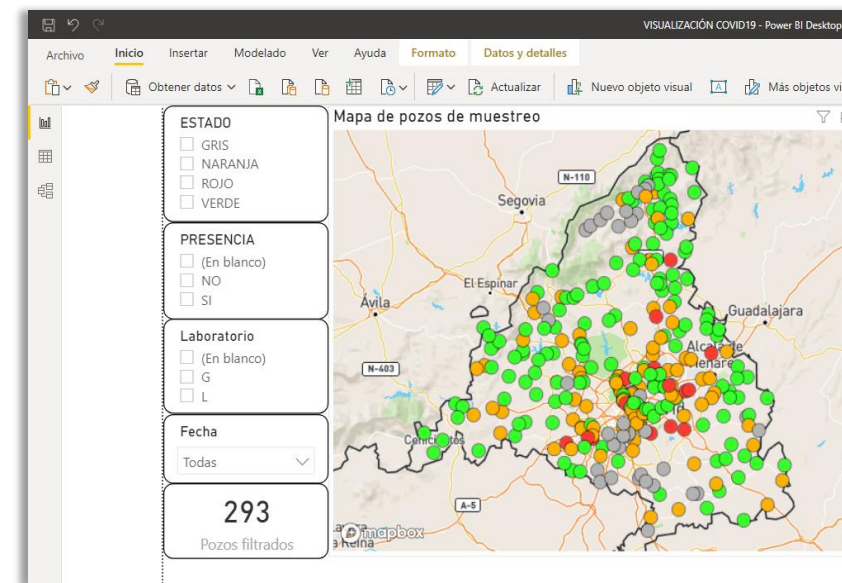 VISUALIZACIÓN COVID19 - Power BI Desktop
Archivo Inicio Insertar Modelado Ver Ayuda Formato Datos y detalles
Obtener datos Actualizar Nuevo objeto visual A Más objetos vi
ESTADO
GRIS
NARANJA
ROJO
VERDE
PRESENCIA
(En blanco)
NO
SI
Laboratorio
(En blanco)
G
L
Fecha
Todas
293
Pozos filtrados
Mapa de pozos de muestreo
N-110
Segovia
El Espinar
Ávila
Guadalajara
N-403
A-5
mapbox